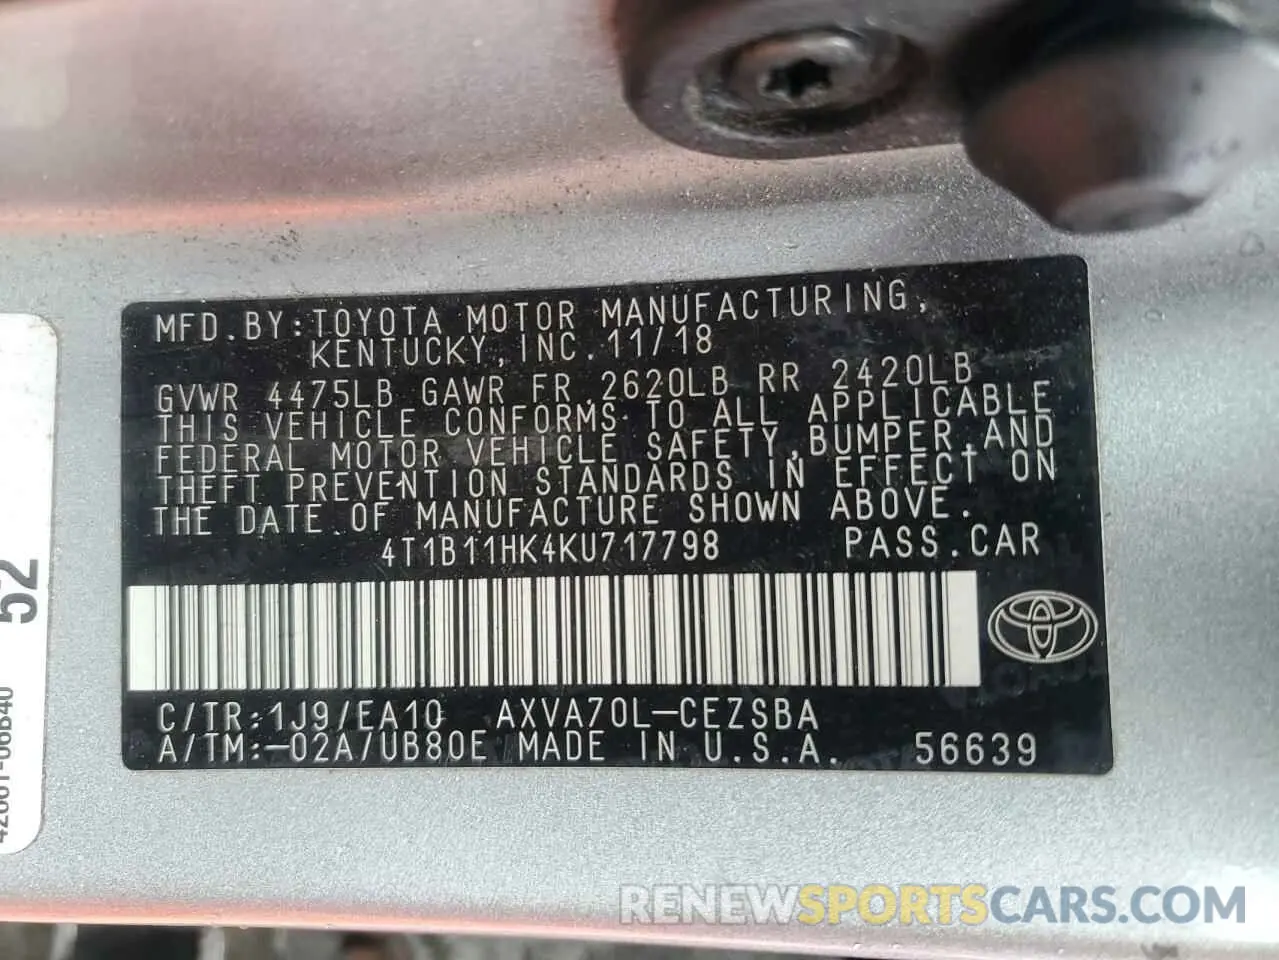 MFD.BY:TOYOTA MOTOR MANUFACTURING,
KENTUCKY, INC. 11/18
GVWR 4475LB GAWR FR 2620LB RR 2420LB
THIS VEHICLE CONFORMS TO ALL APPLICABLE
FEDERAL MOTOR VEHICLE SAFETY, BUMPER, AND
THEFT PREVENTION STANDARDS IN EFFECT ON
THE DATE OF MANUFACTURE SHOWN ABOVE.
4T1B11HK4KU717798 PASS.CAR
C/TR:1J9/EA10 AXVA70L-CEZSBA
A/TM:-02A/UB80E MADE IN U.S.A. 56639
52
RENEWSPORTSCARS.COM